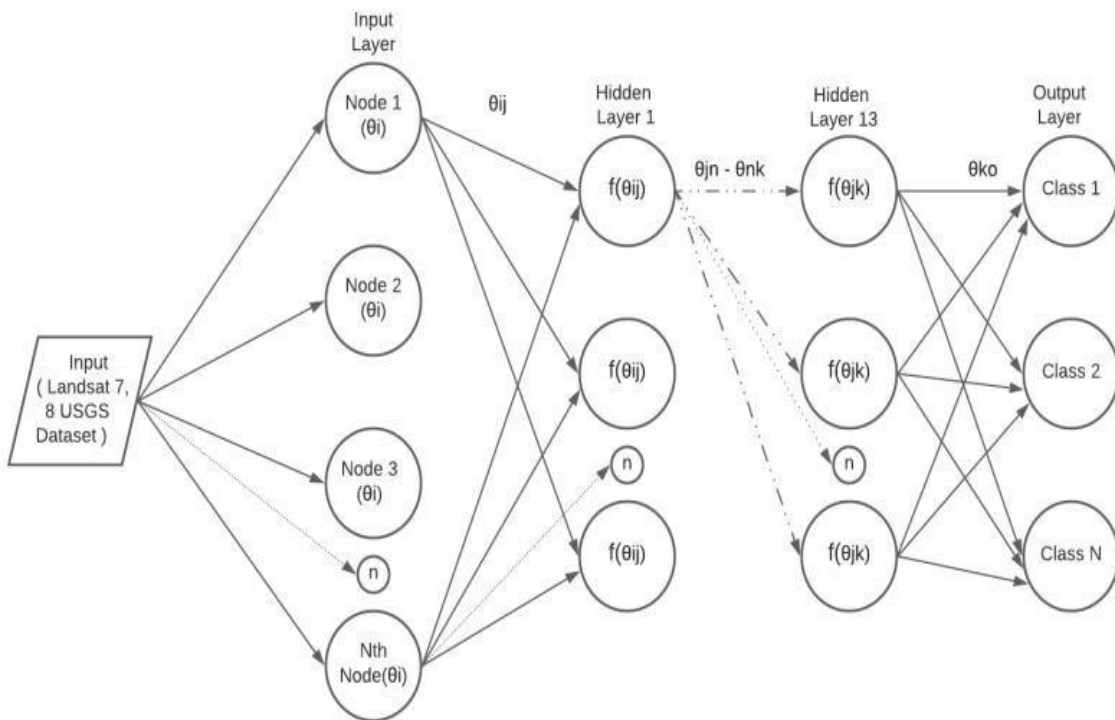 Input
Layer
Node 1
(θi)
θij
Hidden
Layer 1
Hidden
Layer 13
Output
Layer
f(θij)
θjn - θnk
f(θjk)
θko
Class 1
Node 2
(θi)
Input
( Landsat 7,
8 USGS
Dataset )
f(θij)
f(θjk)
Class 2
Node 3
(θi)
n
n
n
f(θij)
f(θjk)
Class N
Nth
Node(θi)